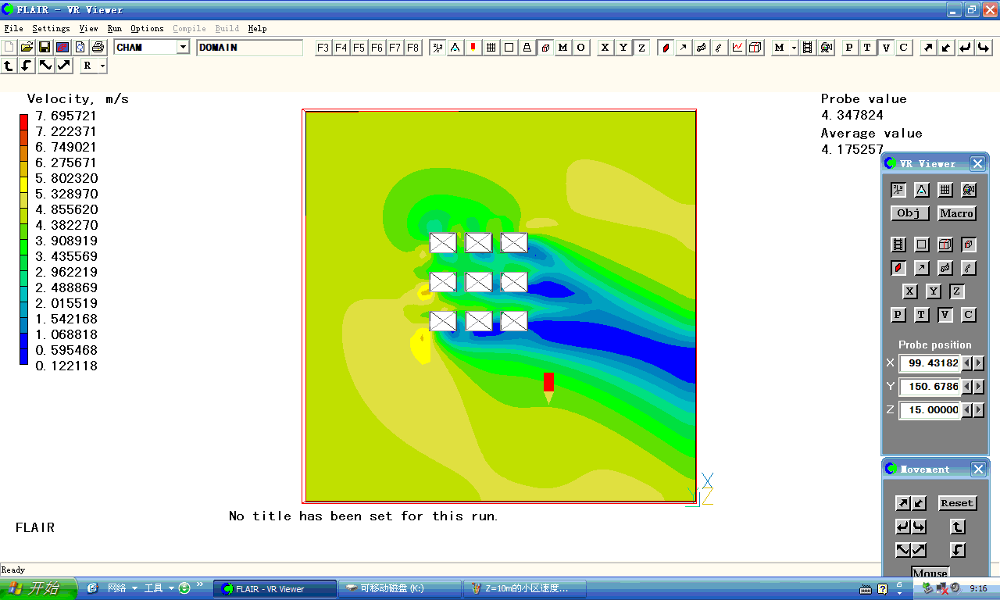 FLAIR - VR Viewer
File Settings View Run Options Compile Build Help
CHAM DOMAIN F3 F4 F5 F6 F7 F8 M O X Y Z M P T V C
R
Velocity, m/s
7.695721
7.222371
6.749021
6.275671
5.802320
5.328970
4.855620
4.382270
3.908919
3.435569
2.962219
2.488869
2.015519
1.542168
1.068818
0.595468
0.122118
Probe value
4.347824
Average value
4.175257
VR Viewer
Obj Macro
X Y Z
P T V C
Probe position
X 99.43182
Y 150.6786
Z 15.00000
X
Y Z
Movement
Reset
Mouse
No title has been set for this run.
FLAIR
Ready
开始 网络 工具 » FLAIR - VR Viewer 可移动磁盘 (K:) Z=10m的小区速度... 9:16